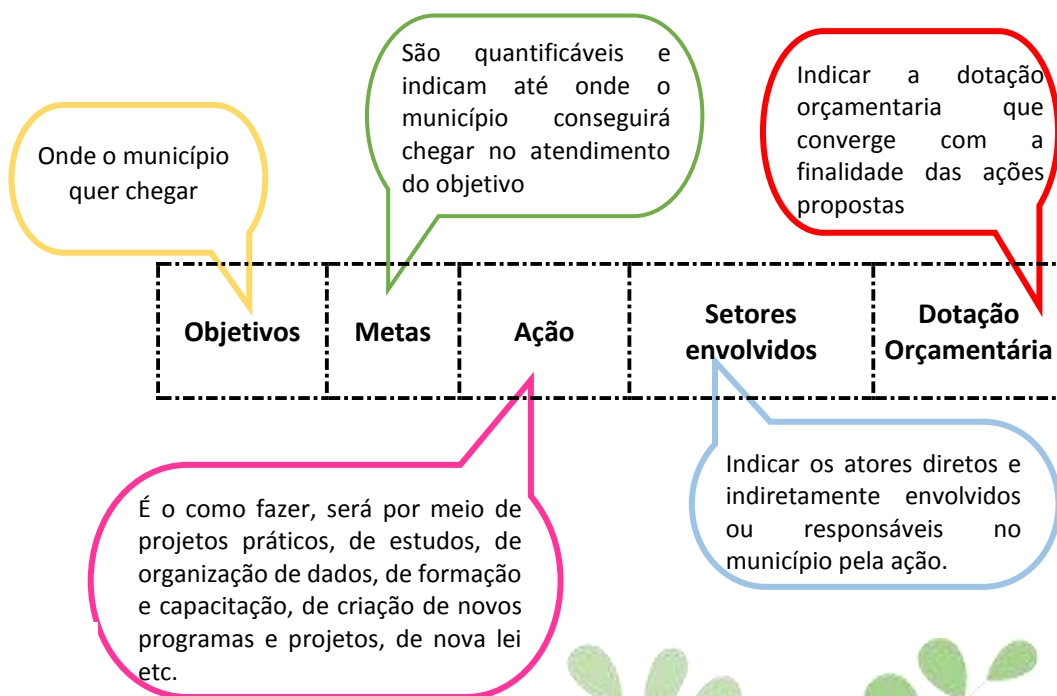 São quantificáveis e
indicam até onde o
município conseguirá
chegar no atendimento
do objetivo
Indicar a dotação
orçamentaria que
converge com a
finalidade das ações
propostas
Onde o município
quer chegar
Objetivos
Metas
Ação
Setores
envolvidos
Dotação
Orçamentária
É o como fazer, será por meio de
projetos práticos, de estudos, de
organização de dados, de formação
e capacitação, de criação de novos
programas e projetos, de nova lei
etc.
Indicar os atores diretos e
indiretamente envolvidos
ou responsáveis no
município pela ação.